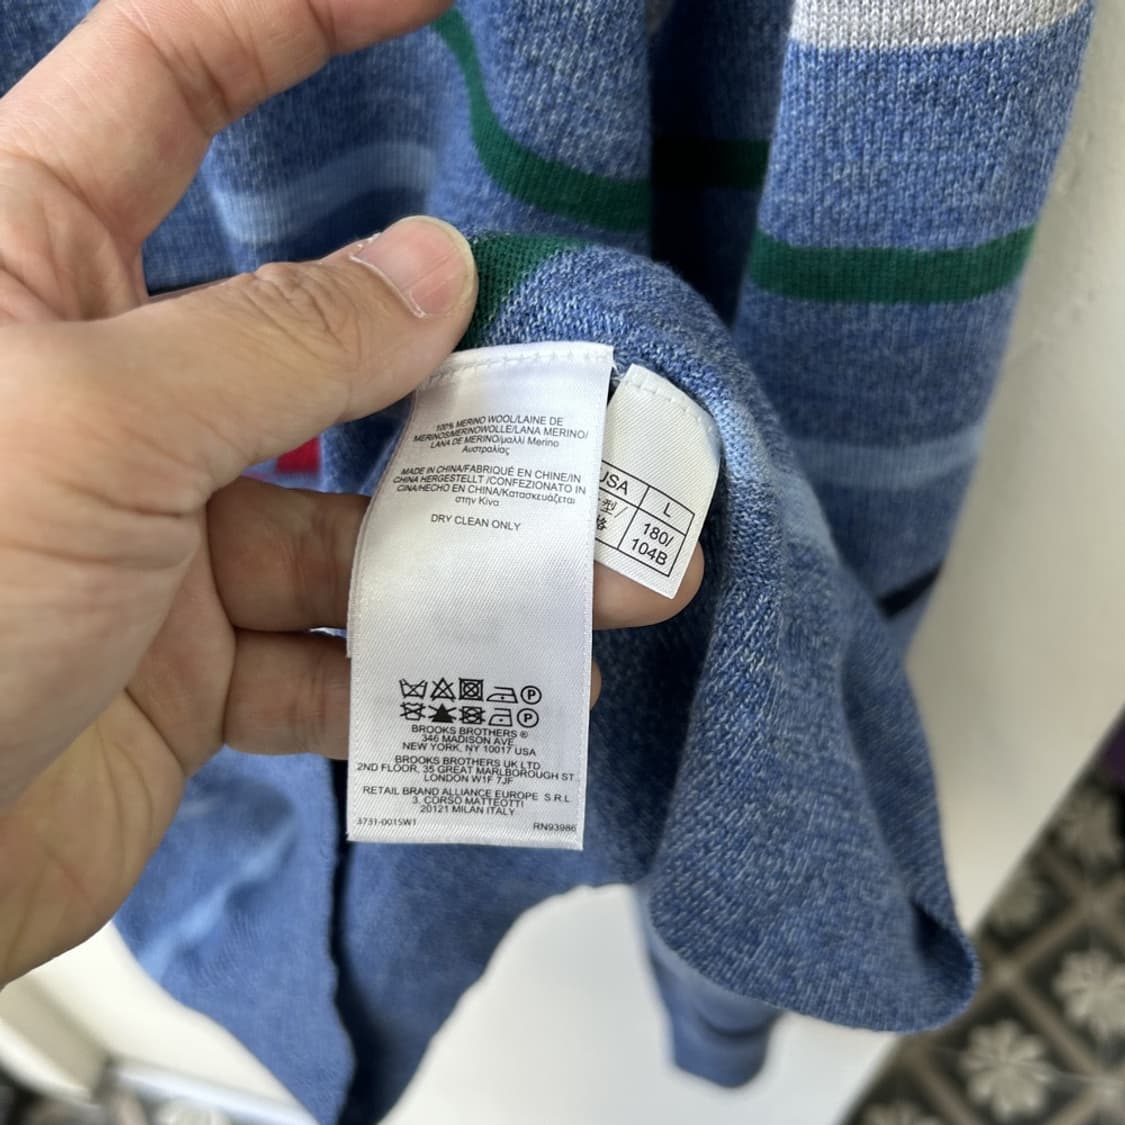 100% MERINO WOOL/LAINE DE
MERINOS/MERINOWOLLE/LANA MERINO/
LANA DE MERINO/μαλλί Merino
Αυστραλίας
MADE IN CHINA/FABRIQUÉ EN CHINE/IN
CHINA HERGESTELLT /CONFEZIONATO IN
CINA/HECHO EN CHINA/Κατασκευάζεται
στην Κίνα
DRY CLEAN ONLY
P
P
BROOKS BROTHERS ®
346 MADISON AVE
NEW YORK, NY 10017 USA
BROOKS BROTHERS UK LTD
2ND FLOOR, 35 GREAT MARLBOROUGH ST.
LONDON W1F 7JF
RETAIL BRAND ALLIANCE EUROPE S.R.L.
3, CORSO MATTEOTTI
20121 MILAN ITALY
3731-001SW1 RN93986
USA L
型/ 180/
格 104B